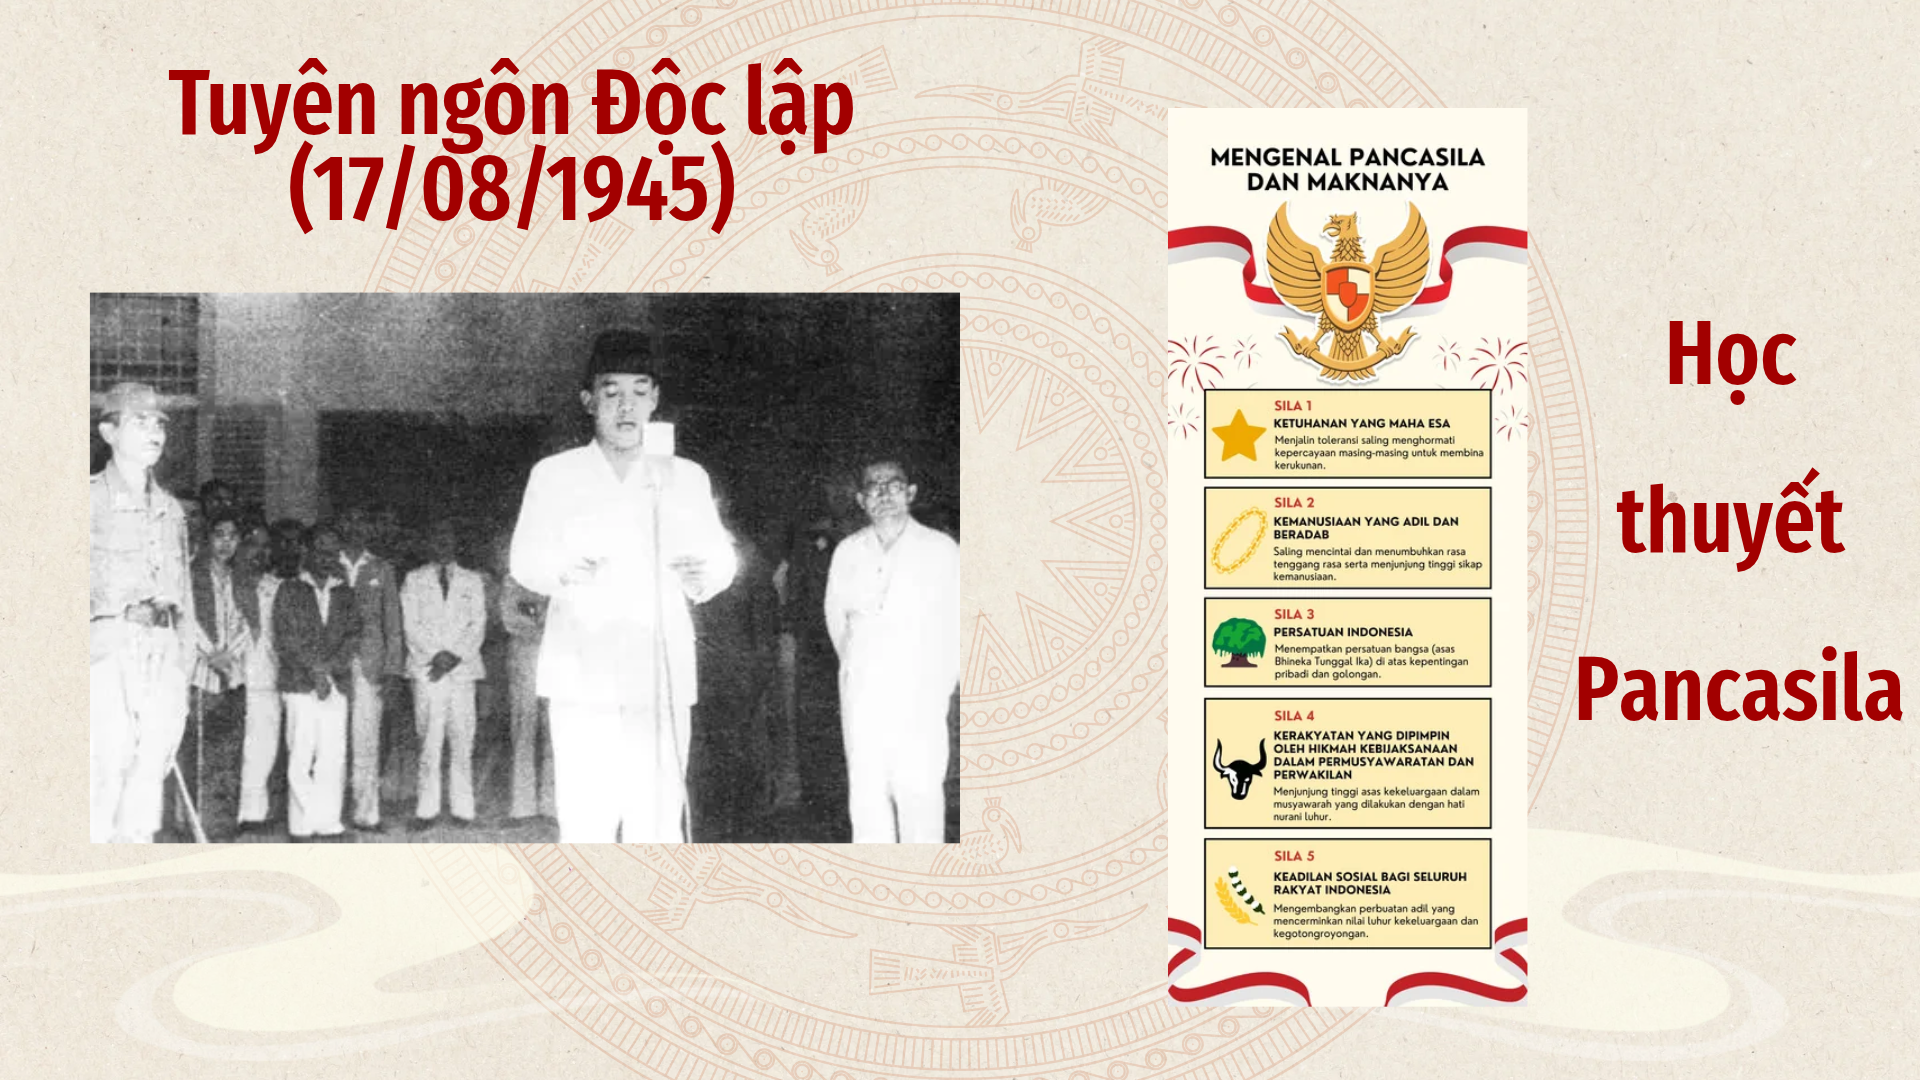 Tuyên ngôn Độc lập
(17/08/1945)
MENGENAL PANCASILA
DAN MAKNANYA
SILA 1
KETUHANAN YANG MAHA ESA
Menjalin toleransi saling menghormati
kepercayaan masing-masing untuk membina
kerukunan.
SILA 2
KEMANUSIAAN YANG ADIL DAN
BERADAB
Saling mencintai dan menumbuhkan rasa
tenggang rasa serta menjunjung tinggi sikap
kemanusiaan.
SILA 3
PERSATUAN INDONESIA
Menempatkan persatuan bangsa (asas
Bhineka Tunggal Ika) di atas kepentingan
pribadi dan golongan.
SILA 4
KERAKYATAN YANG DIPIMPIN
OLEH HIKMAH KEBIJAKSANAAN
DALAM PERMUSYAWARATAN DAN
PERWAKILAN
Menjunjung tinggi asas kekeluargaan dalam
musyawarah yang dilakukan dengan hati
nurani luhur.
SILA 5
KEADILAN SOSIAL BAGI SELURUH
RAKYAT INDONESIA
Mengembangkan perbuatan adil yang
mencerminkan nilai luhur kekeluargaan dan
kegotongroyongan.
Học
thuyết
Pancasila